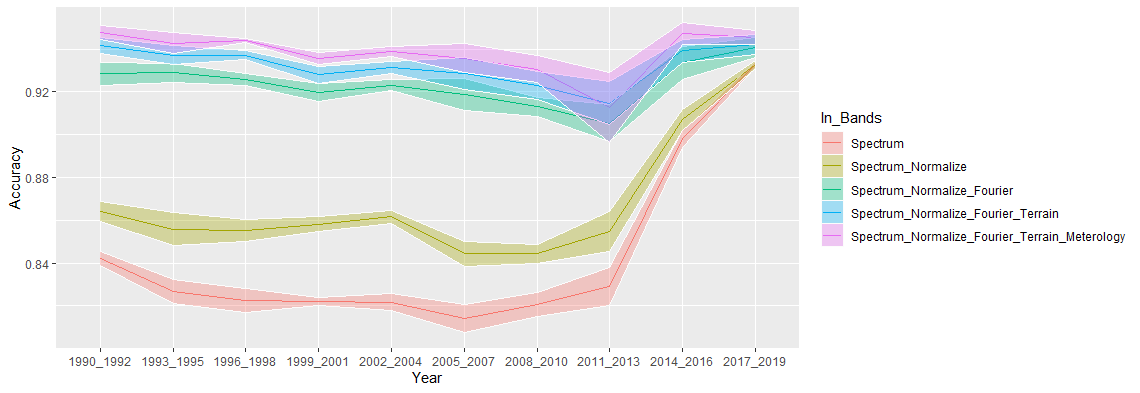 Accuracy
0.92
0.88
0.84
1990_1992 1993_1995 1996_1998 1999_2001 2002_2004 2005_2007 2008_2010 2011_2013 2014_2016 2017_2019
Year
In_Bands
Spectrum
Spectrum_Normalize
Spectrum_Normalize_Fourier
Spectrum_Normalize_Fourier_Terrain
Spectrum_Normalize_Fourier_Terrain_Meterology